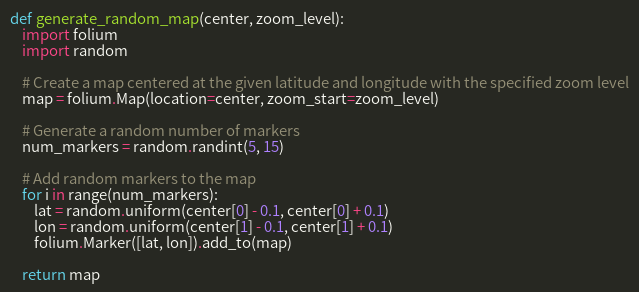 def generate_random_map(center, zoom_level):
    import folium
    import random

    # Create a map centered at the given latitude and longitude with the specified zoom level
    map = folium.Map(location=center, zoom_start=zoom_level)

    # Generate a random number of markers
    num_markers = random.randint(5, 15)

    # Add random markers to the map
    for i in range(num_markers):
        lat = random.uniform(center[0] - 0.1, center[0] + 0.1)
        lon = random.uniform(center[1] - 0.1, center[1] + 0.1)
        folium.Marker([lat, lon]).add_to(map)

    return map